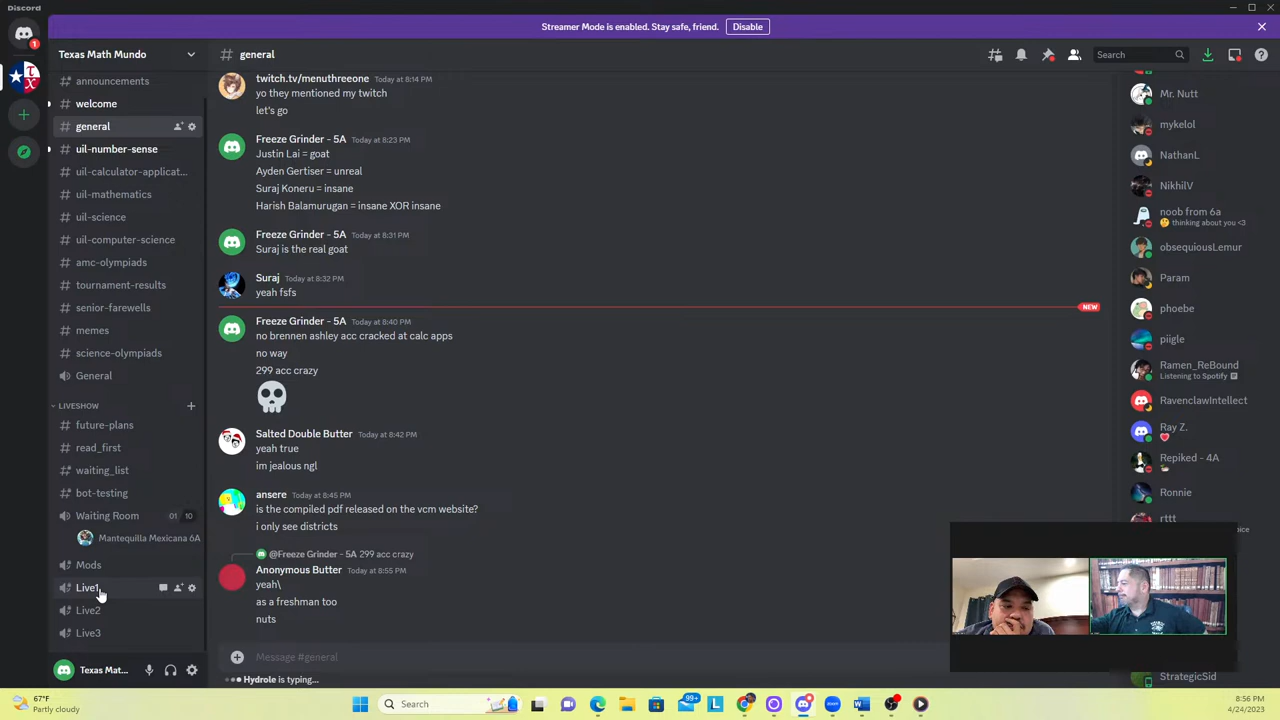 Discord
Streamer Mode is enabled. Stay safe, friend.
Disable
1
Texas Math Mundo
announcements
welcome
general
uil-number-sense
uil-calculator-applicat...
uil-mathematics
uil-science
uil-computer-science
amc-olympiads
tournament-results
senior-farewells
memes
science-olympiads
General
LIVESHOW
future-plans
read_first
waiting_list
bot-testing
Waiting Room 01 10
Mantequilla Mexicana 6A
Mods
Live1
Live2
Live3
Texas Mat...
# general
Search
twitch.tv/menuthreeone Today at 8:14 PM
yo they mentioned my twitch
let's go
Freeze Grinder - 5A Today at 8:23 PM
Justin Lai = goat
Ayden Gertiser = unreal
Suraj Koneru = insane
Harish Balamurugan = insane XOR insane
Freeze Grinder - 5A Today at 8:31 PM
Suraj is the real goat
Suraj Today at 8:32 PM
yeah fsfs
NEW
Freeze Grinder - 5A Today at 8:40 PM
no brennen ashley acc cracked at calc apps
no way
299 acc crazy
Salted Double Butter Today at 8:42 PM
yeah true
im jealous ngl
ansere Today at 8:45 PM
is the compiled pdf released on the vcm website?
i only see districts
@Freeze Grinder - 5A 299 acc crazy
Anonymous Butter Today at 8:55 PM
yeah\
as a freshman too
nuts
Message #general
Hydrole is typing...
Mr. Nutt
mykelol
NathanL
NikhilV
noob from 6a
thinking about you <3
obsequiousLemur
Param
phoebe
piigle
Ramen_ReBound
Listening to Spotify
RavenclawIntellect
Ray Z.
Repiked - 4A
Ronnie
rttt
StrategicSid
67°F
Partly cloudy
Search
99+
8:56 PM
4/24/2023